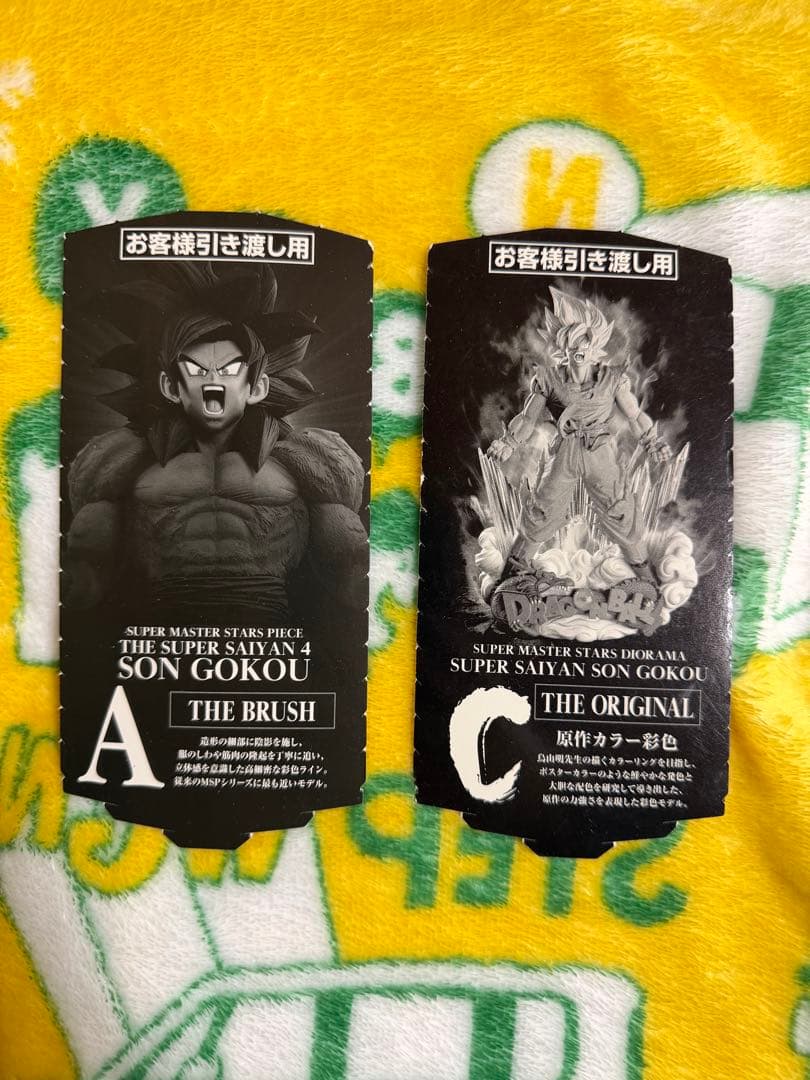 お客様引き渡し用
SUPER MASTER STARS PIECE
THE SUPER SAIYAN 4
SON GOKOU
A
THE BRUSH
造形の細部に陰影を施し、
服のしわや筋肉の隆起を丁寧に追い、
立体感を意識した高細密な彩色ライン。
従来のMSPシリーズに最も近いモデル。
お客様引き渡し用
DRAGON BALL
SUPER MASTER STARS DIORAMA
SUPER SAIYAN SON GOKOU
C
THE ORIGINAL
原作カラー彩色
鳥山明先生の描くカラーリングを目指し、
ポスターカラーのような鮮やかな発色と
大胆な配色を研究して導き出した、
原作の力強さを表現した彩色モデル。